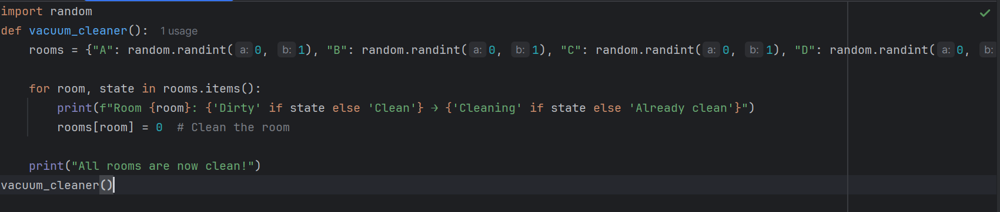 import random
def vacuum_cleaner(): 1 usage
rooms = {"A": random.randint( a: 0, b: 1), "B": random.randint( a: 0, b: 1), "C": random.randint( a: 0, b: 1), "D": random.randint( a: 0, b:
for room, state in rooms.items():
print(f"Room {room}: {'Dirty' if state else 'Clean'} → {'Cleaning' if state else 'Already clean'}")
rooms[room] = 0 # Clean the room
print("All rooms are now clean!")
vacuum_cleaner()